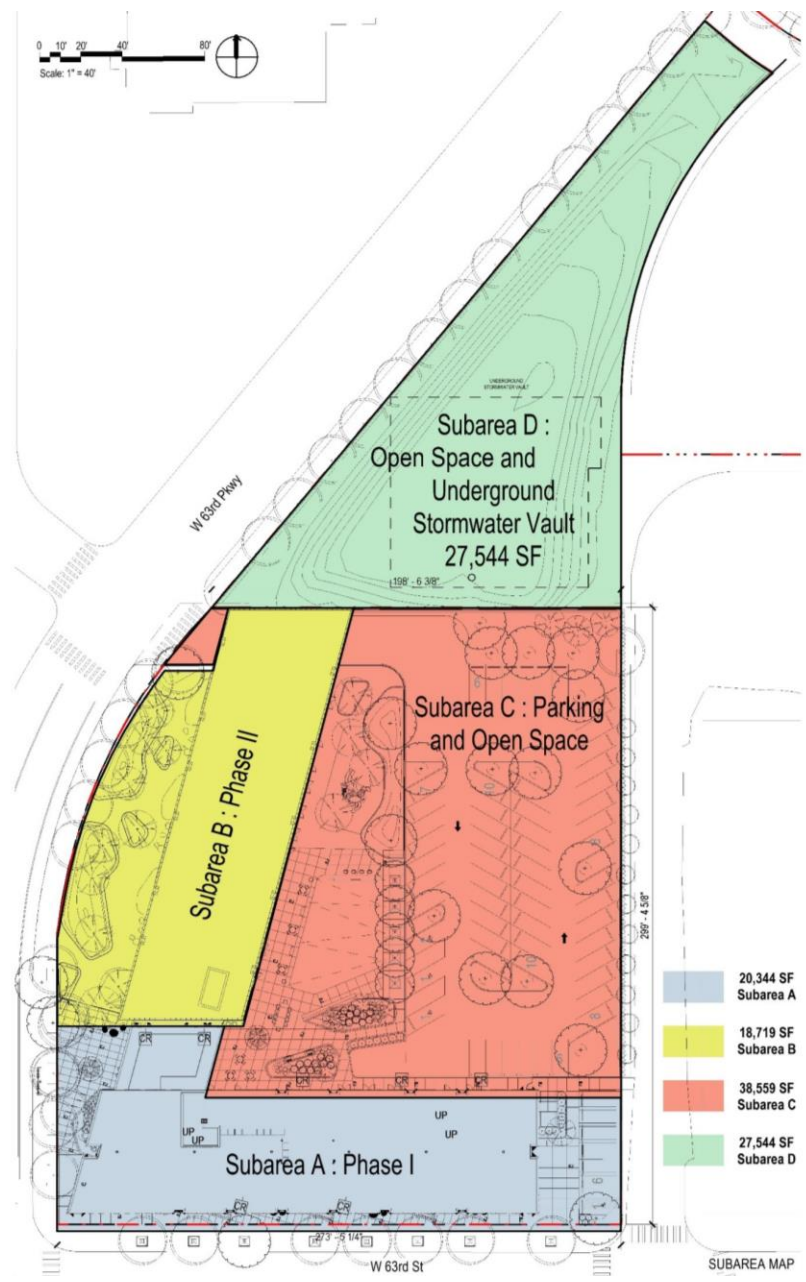 0 10' 20' 40' 80'
Scale: 1" = 40'
W 63rd Pkwy
UNDERGROUND
STORMWATER VAULT
Subarea D :
Open Space and
Underground
Stormwater Vault
27,544 SF
198' - 6 3/8"
Subarea C : Parking
and Open Space
Subarea B : Phase II
299' - 4 5/8"
10
10
8
CR
CR
CR
CR
CR
UP
UP
UP
UP
Subarea A : Phase I
6
CR
CR
273' - 5 1/4"
W 63rd St
20,344 SF
Subarea A
18,719 SF
Subarea B
38,559 SF
Subarea C
27,544 SF
Subarea D
SUBAREA MAP